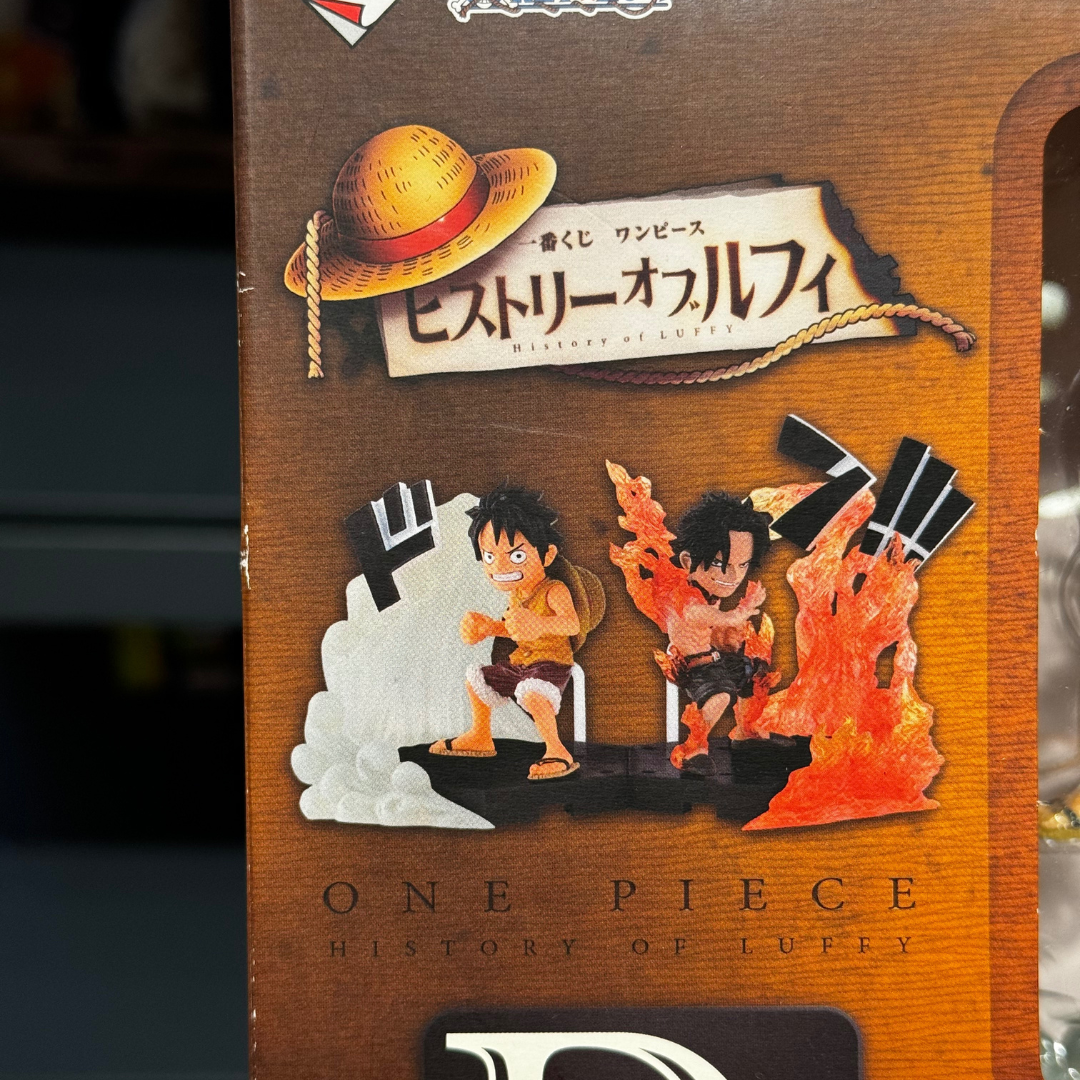 一番くじ ワンピース
ヒストリーオブルフィ
History of LUFFY
ド
ONE PIECE
HISTORY OF LUFFY